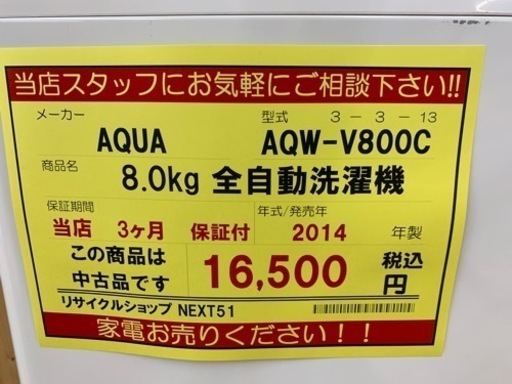 当店スタッフにお気軽にご相談下さい!!
メーカー 型式 3-3-13
AQUA AQW-V800C
商品名
8.0kg 全自動洗濯機
保証期間 年式/発売年
当店 3ヶ月 保証付 2014 年製
この商品は
中古品です
16,500 税込
円
リサイクルショップ NEXT51
家電お売りください!!!